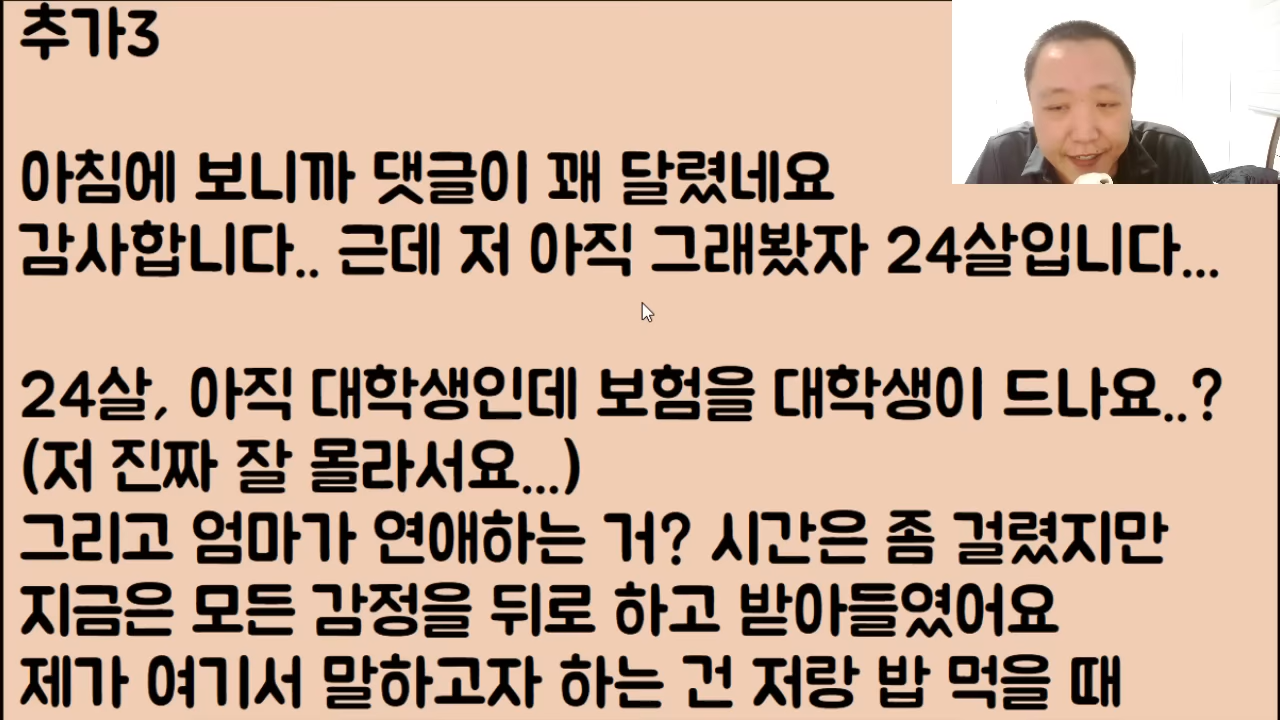 추가3
아침에 보니까 댓글이 꽤 달렸네요
감사합니다.. 근데 저 아직 그래봤자 24살입니다...
24살, 아직 대학생인데 보험을 대학생이 드나요..?
(저 진짜 잘 몰라서요...)
그리고 엄마가 연애하는 거? 시간은 좀 걸렸지만
지금은 모든 감정을 뒤로 하고 받아들였어요
제가 여기서 말하고자 하는 건 저랑 밥 먹을 때